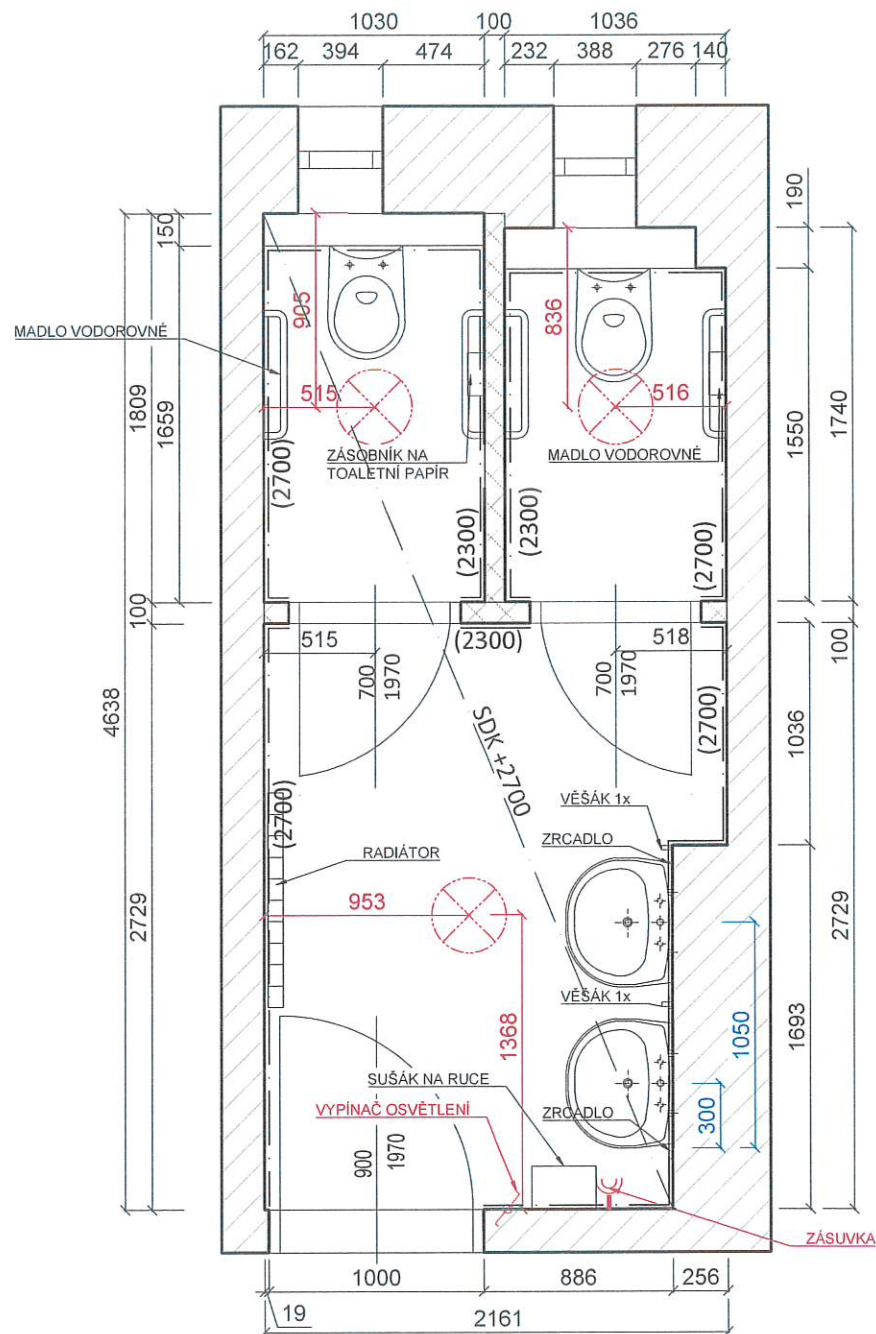 1030 100 1036
162 394 474 232 388 276 140
190
150
905
836
MADLO VODOROVNÉ
515
516
1809
1659
1550
1740
ZÁSOBNÍK NA
TOALETNÍ PAPÍR
MADLO VODOROVNÉ
(2700)
(2300)
(2300)
(2700)
100
515
(2300)
518
100
700
1970
700
1970
4638
(2700)
1036
SDK +2700
(2700)
VĚŠÁK 1x
ZRCADLO
RADIÁTOR
953
2729
2729
VĚŠÁK 1x
1368
1693
1050
SUŠÁK NA RUCE
VYPÍNAČ OSVĚTLENÍ
ZRCADLO
300
900
1970
ZÁSUVKA
1000 886 256
19
2161